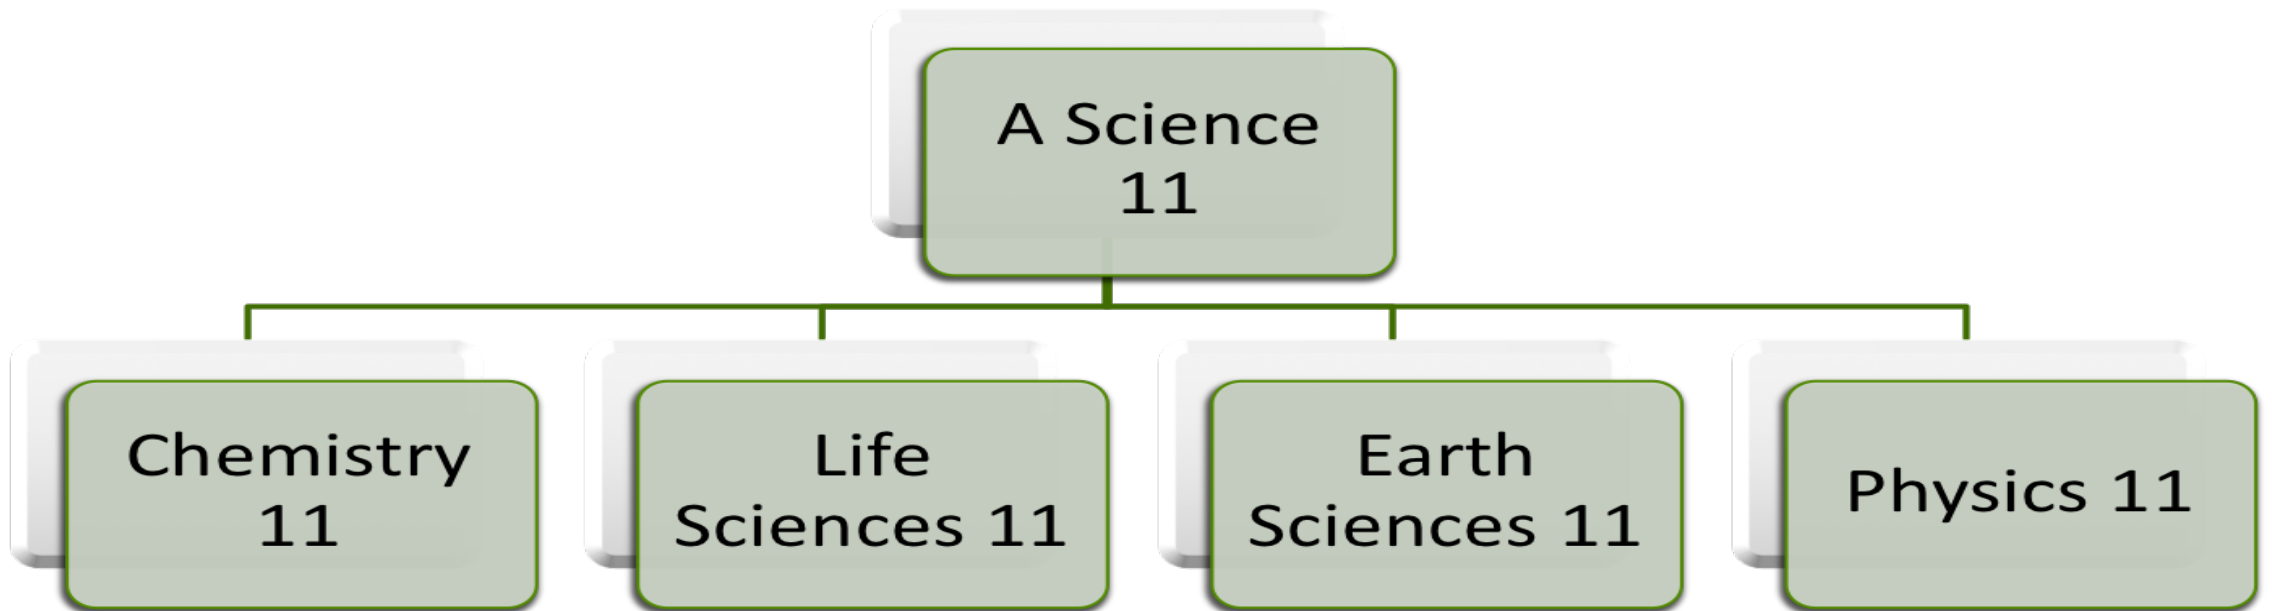 A Science
11
Chemistry
11
Life
Sciences 11
Earth
Sciences 11
Physics 11